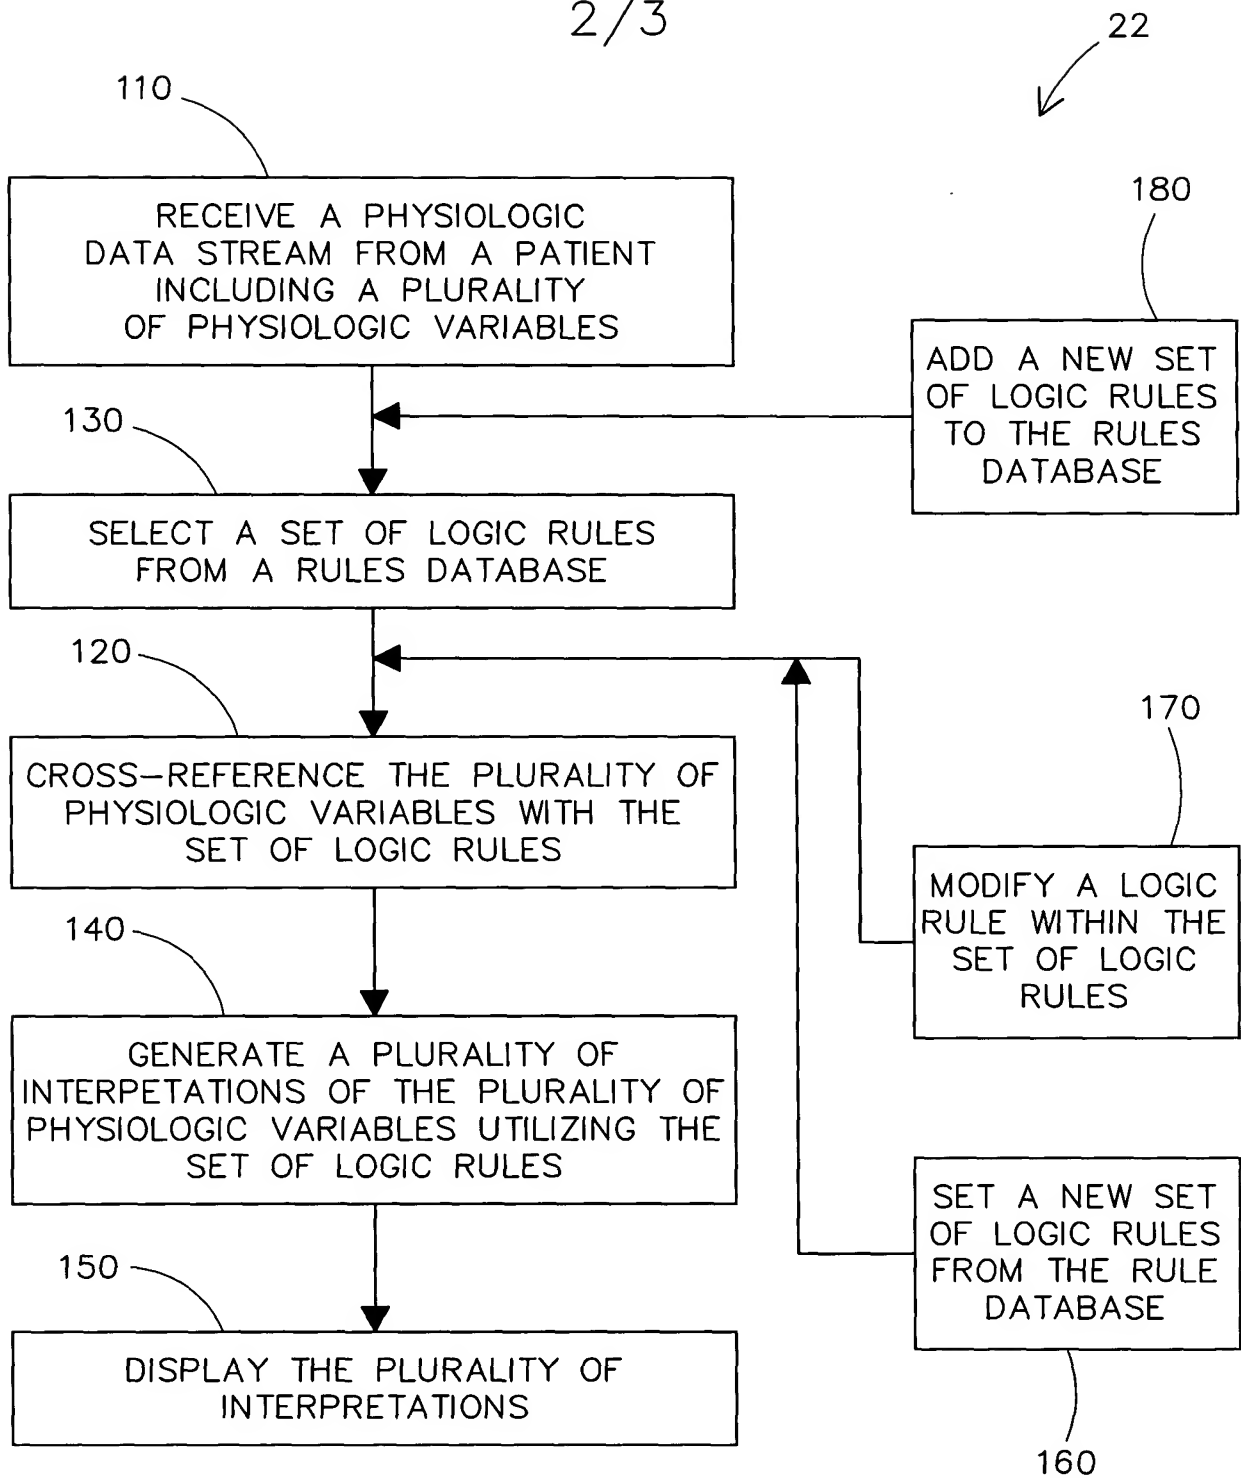 2/3
22
110
RECEIVE A PHYSIOLOGIC
DATA STREAM FROM A PATIENT
INCLUDING A PLURALITY
OF PHYSIOLOGIC VARIABLES
180
ADD A NEW SET
OF LOGIC RULES
TO THE RULES
DATABASE
130
SELECT A SET OF LOGIC RULES
FROM A RULES DATABASE
120
CROSS-REFERENCE THE PLURALITY OF
PHYSIOLOGIC VARIABLES WITH THE
SET OF LOGIC RULES
170
MODIFY A LOGIC
RULE WITHIN THE
SET OF LOGIC
RULES
140
GENERATE A PLURALITY OF
INTERPETATIONS OF THE PLURALITY OF
PHYSIOLOGIC VARIABLES UTILIZING THE
SET OF LOGIC RULES
SET A NEW SET
OF LOGIC RULES
FROM THE RULE
DATABASE
160
150
DISPLAY THE PLURALITY OF
INTERPRETATIONS